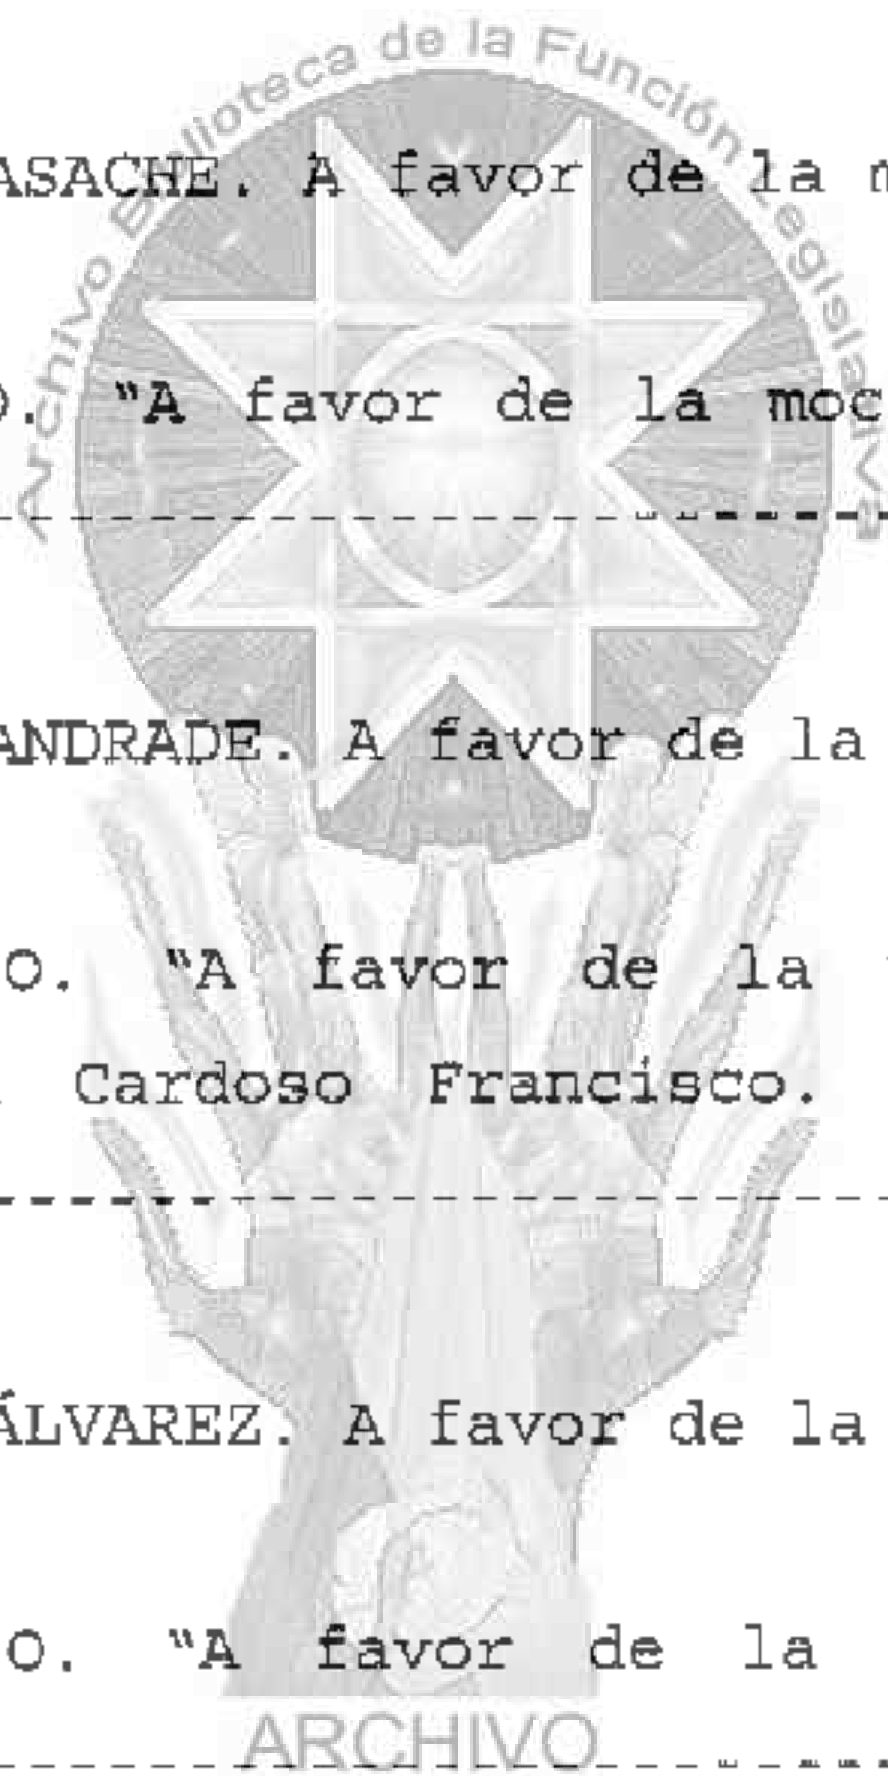 Archivo Biblioteca de la Función Legislativa
ASACHE. A favor de la m
O. "A favor de la moc
ANDRADE. A favor de la
O. "A favor de la
Cardoso Francisco.
ÁLVAREZ. A favor de la
O. "A favor de la
ARCHIVO